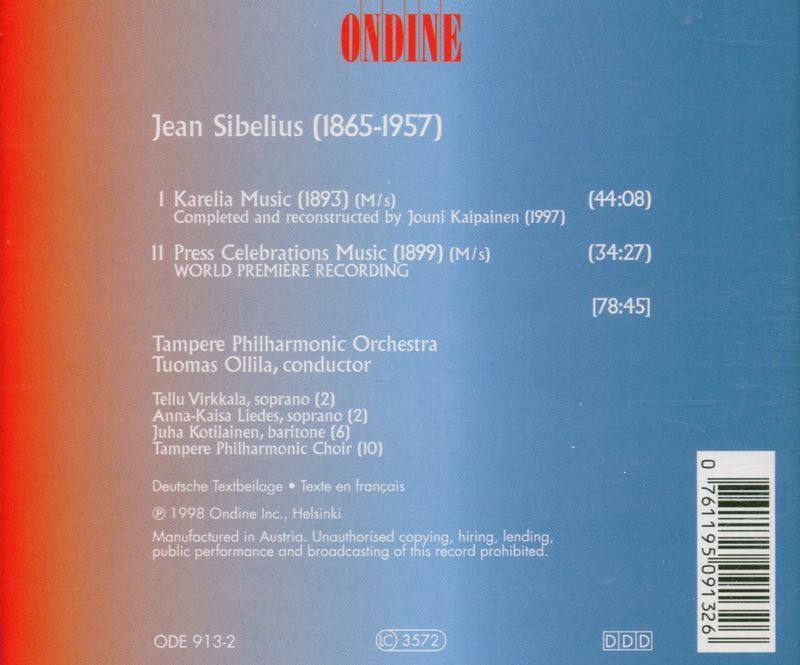 ONDINE
Jean Sibelius (1865-1957)
1 Karelia Music (1893) (M/s) (44:08)
Completed and reconstructed by Jouni Kaipainen (1997)
11 Press Celebrations Music (1899) (M/s) (34:27)
WORLD PREMIÈRE RECORDING
[78:45]
Tampere Philharmonic Orchestra
Tuomas Ollila, conductor
Tellu Virkkala, soprano (2)
Anna-Kaisa Liedes, soprano (2)
Juha Kotilainen, baritone (6)
Tampere Philharmonic Choir (10)
Deutsche Textbeilage • Texte en français
℗ 1998 Ondine Inc., Helsinki
Manufactured in Austria. Unauthorised copying, hiring, lending,
public performance and broadcasting of this record prohibited.
0 761195 091326
ODE 913-2
LC 3572
DDD